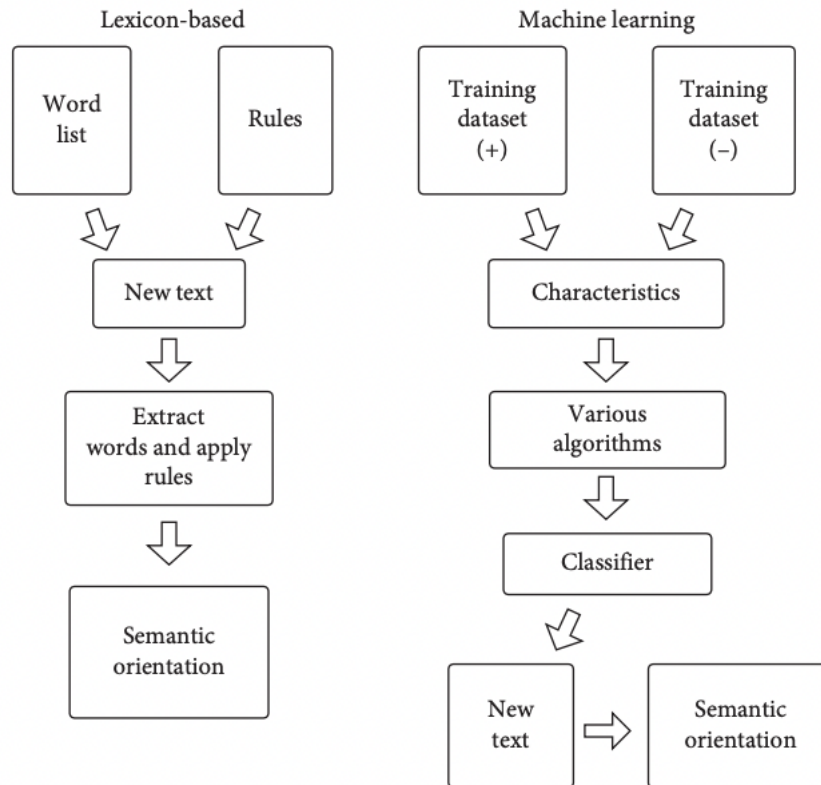 Lexicon-based
Word
list
Rules
New text
Extract
words and apply
rules
Semantic
orientation
Machine learning
Training
dataset
(+)
Training
dataset
(–)
Characteristics
Various
algorithms
Classifier
New
text
Semantic
orientation